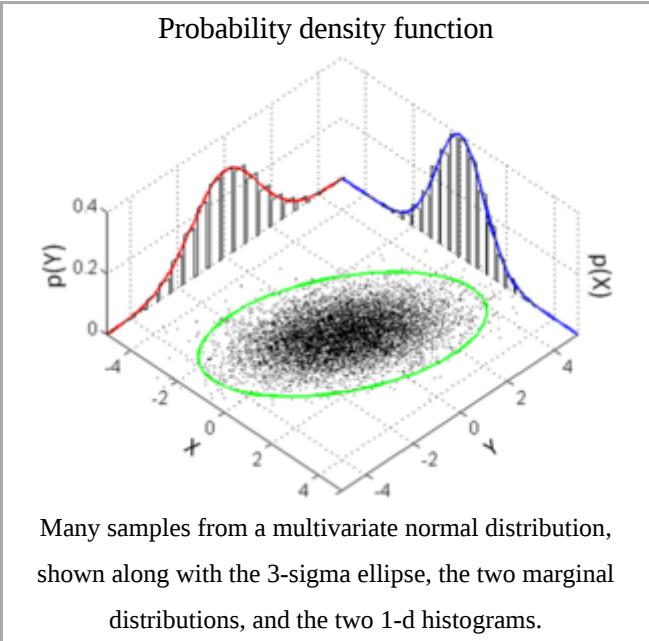 Probability density function
0.4
0.2
0
p(Y)
p(X)
-4
-2
0
2
4
X
-4
-2
0
2
4
Y
Many samples from a multivariate normal distribution,
shown along with the 3-sigma ellipse, the two marginal
distributions, and the two 1-d histograms.